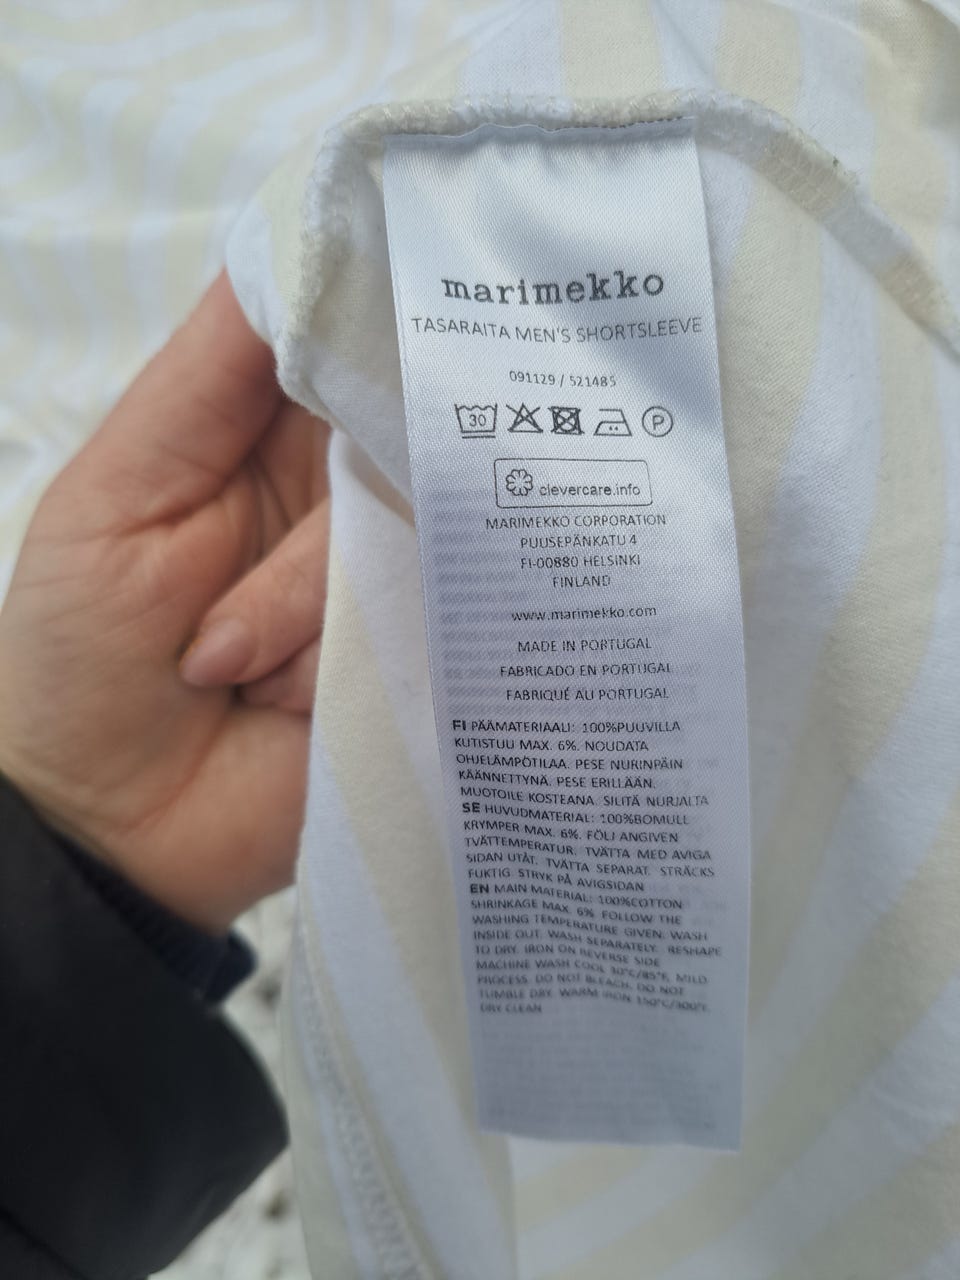 marimekko
TASARAITA MEN'S SHORTSLEEVE
091129 / 521485
30
P
clevercare.info
MARIMEKKO CORPORATION
PUUSEPÄNKATU 4
FI-00880 HELSINKI
FINLAND
www.marimekko.com
MADE IN PORTUGAL
FABRICADO EN PORTUGAL
FABRIQUÉ AU PORTUGAL
FI PÄÄMATERIAALI: 100%PUUVILLA
KUTISTUU MAX. 6%. NOUDATA
OHJELÄMPÖTILAA. PESE NURINPÄIN
KÄÄNNETTYNÄ. PESE ERILLÄÄN.
MUOTOILE KOSTEANA. SILITÄ NURJALTA
SE HUVUDMATERIAL: 100%BOMULL
KRYMPER MAX. 6%. FÖLJ ANGIVEN
TVÄTTEMPERATUR. TVÄTTA MED AVIGA
SIDAN UTÅT. TVÄTTA SEPARAT. STRÄCKS
FUKTIG. STRYK PÅ AVIGSIDAN
EN MAIN MATERIAL: 100%COTTON
SHRINKAGE MAX. 6% FOLLOW THE
WASHING TEMPERATURE GIVEN. WASH
INSIDE OUT. WASH SEPARATELY. RESHAPE
TO DRY. IRON ON REVERSE SIDE
MACHINE WASH COOL 30°C/85°F, MILD
PROCESS. DO NOT BLEACH. DO NOT
TUMBLE DRY. WARM IRON 150°C/300°F.
DRY CLEAN